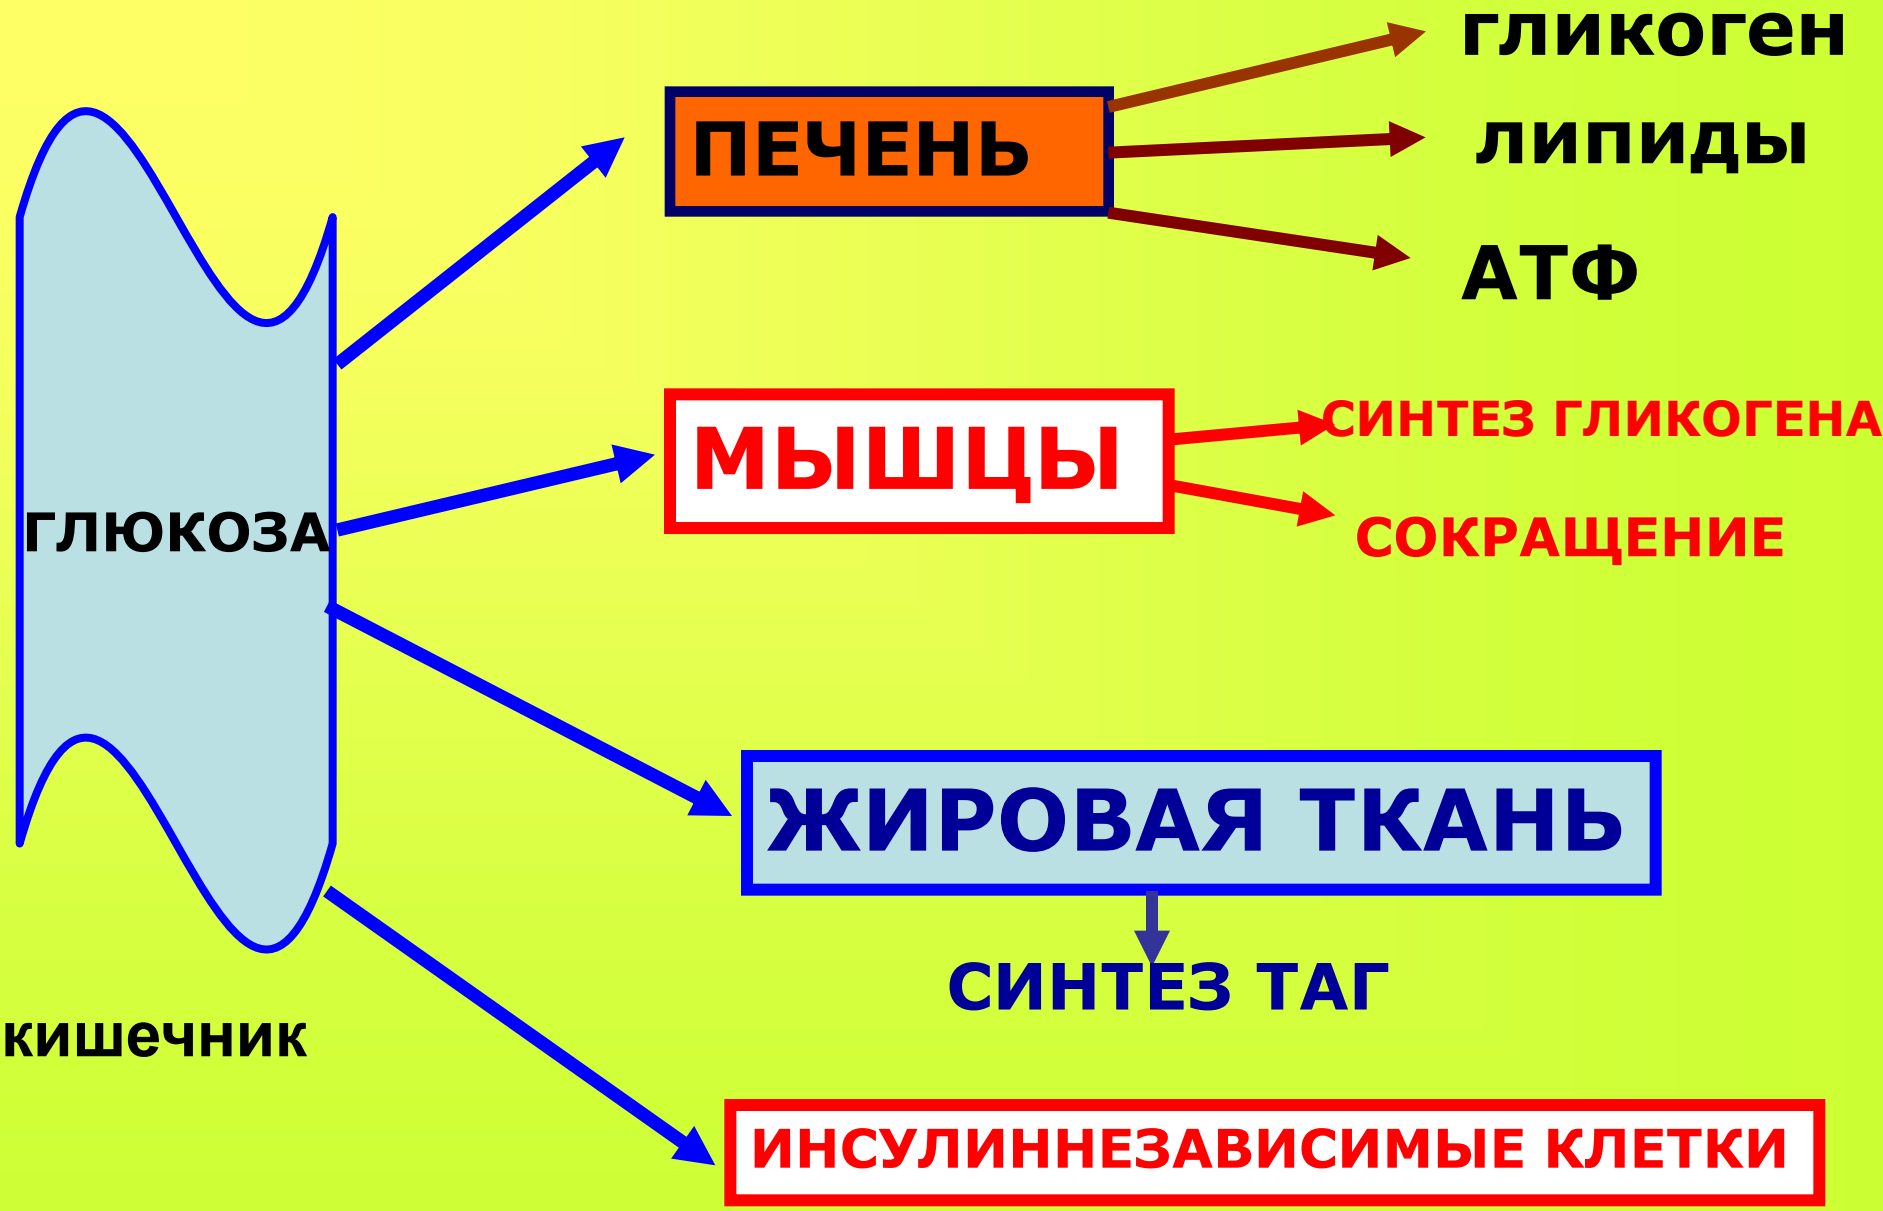 гликоген
ПЕЧЕНЬ
липиды
АТФ
СИНТЕЗ ГЛИКОГЕНА
МЫШЦЫ
ГЛЮКОЗА
СОКРАЩЕНИЕ
ЖИРОВАЯ ТКАНЬ
СИНТЕЗ ТАГ
кишечник
ИНСУЛИННЕЗАВИСИМЫЕ КЛЕТКИ